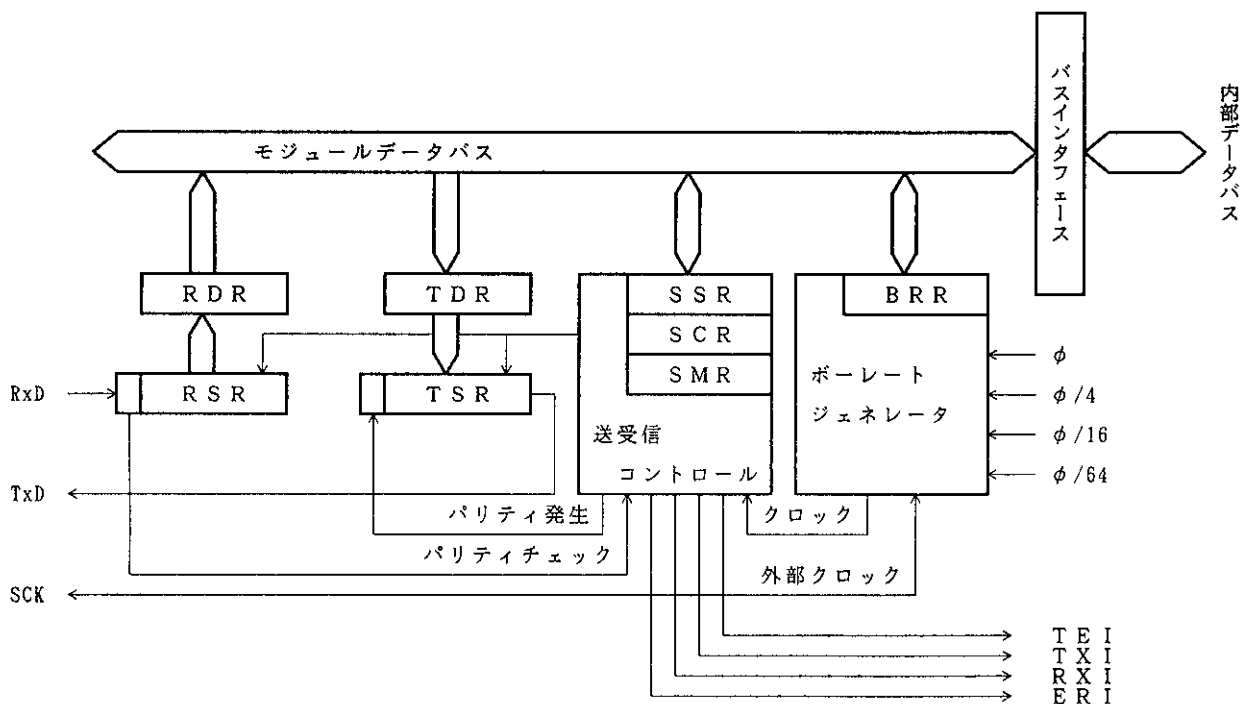 バスインタフェース
内部データバス
モジュールデータバス
RDR
TDR
SSR
BRR
SCR
RxD
RSR
TSR
SMR
ボーレート
ジェネレータ
φ
φ/4
φ/16
φ/64
送受信
コントロール
TxD
パリティ発生
クロック
パリティチェック
外部クロック
SCK
TEI
TXI
RXI
ERI